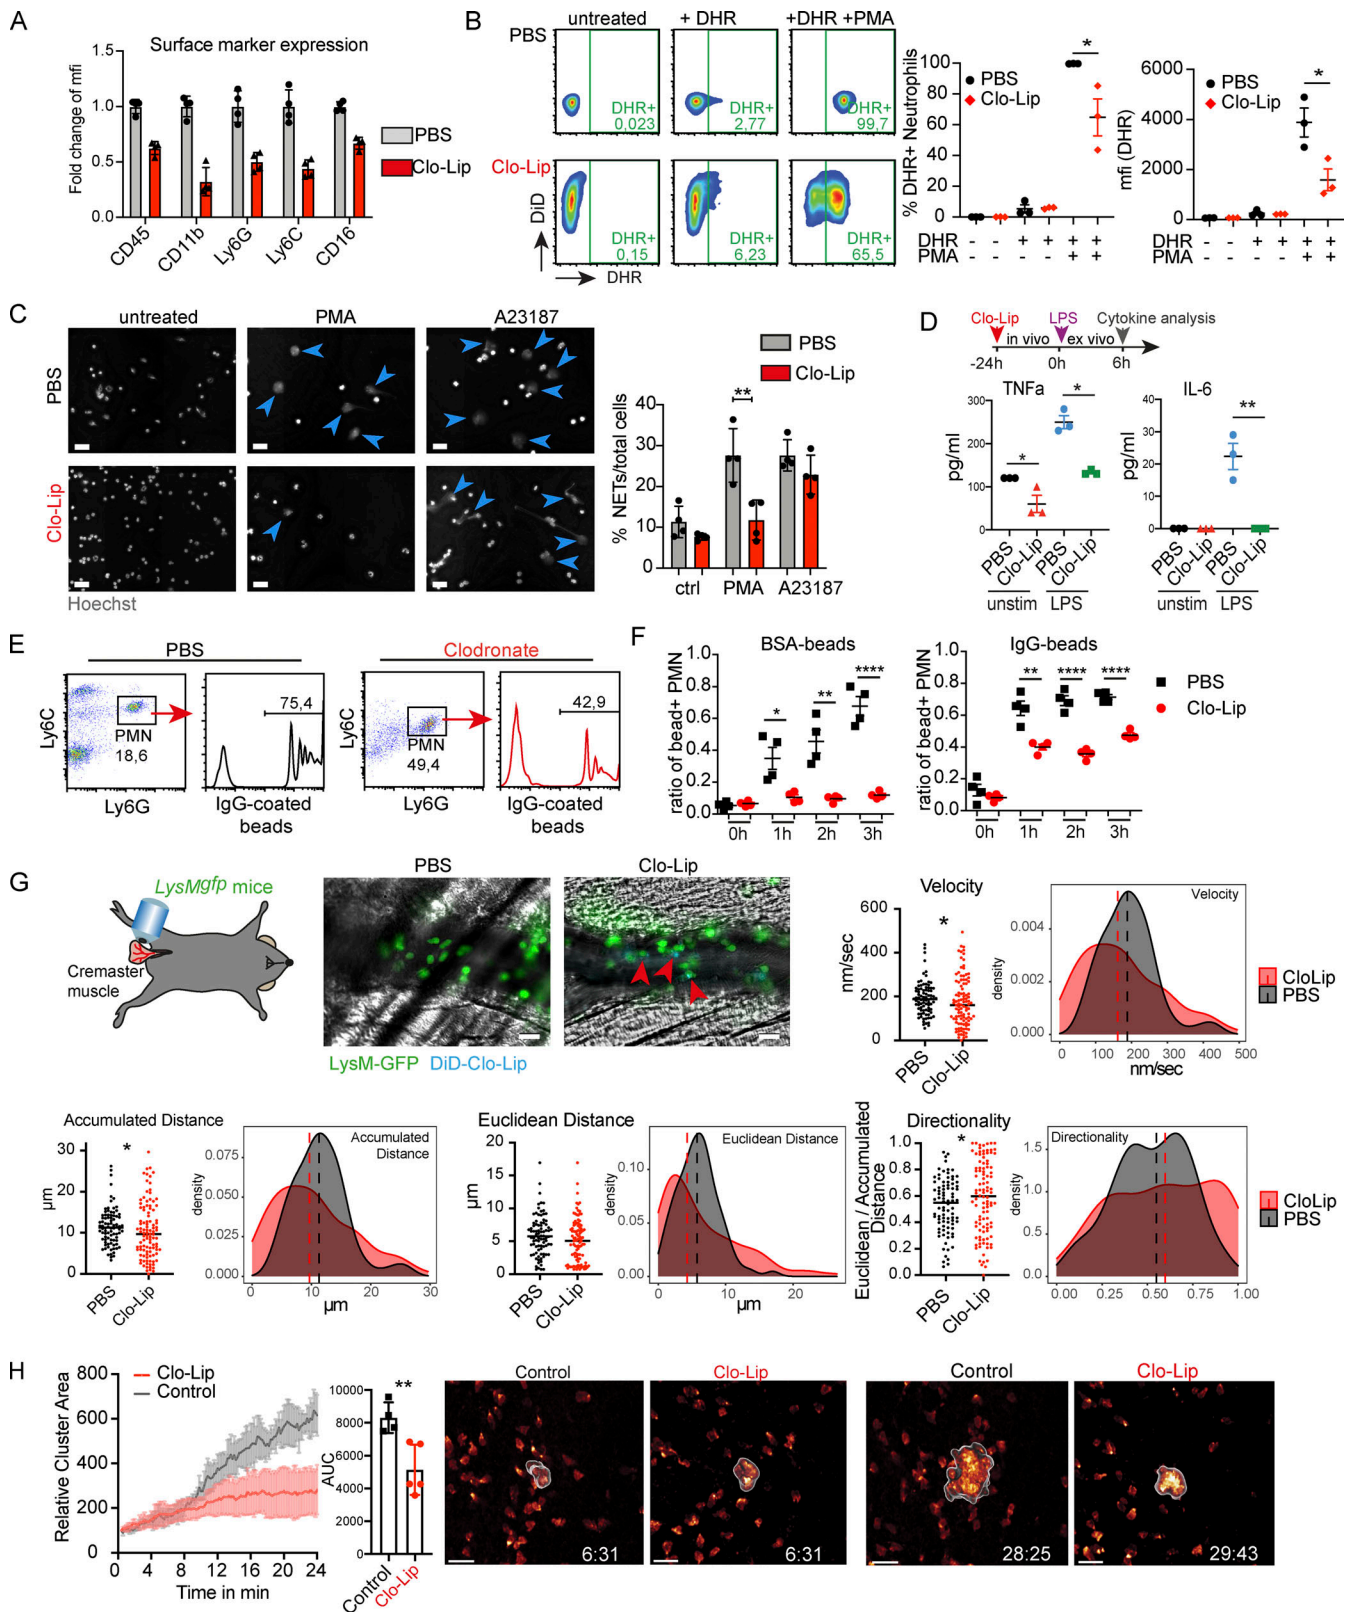 A
Surface marker expression
Fold change of mfi
1.5
1.0
0.5
0.0
CD45
CD11b
Ly6G
Ly6C
CD16
PBS
Clo-Lip
B
untreated
+ DHR
+DHR +PMA
PBS
DHR+
0,023
DHR+
2,77
DHR+
99,7
Clo-Lip
DHR+
0,15
DHR+
6,23
DHR+
65,5
DiD
DHR
% DHR+ Neutrophils
100
80
60
40
20
0
*
PBS
Clo-Lip
DHR - - + + + +
PMA - - - - + +
mfi (DHR)
6000
4000
2000
0
*
PBS
Clo-Lip
DHR - - + + + +
PMA - - - - + +
C
untreated
PMA
A23187
PBS
Clo-Lip
Hoechst
PBS
Clo-Lip
% NETs/total cells
40
30
20
10
0
**
ctrl
PMA
A23187
D
Clo-Lip
LPS
Cytokine analysis
in vivo
ex vivo
-24h
0h
6h
TNFa
pg/ml
300
200
100
0
*
*
PBS
Clo-Lip
PBS
Clo-Lip
unstim
LPS
IL-6
pg/ml
40
30
20
10
0
**
PBS
Clo-Lip
PBS
Clo-Lip
unstim
LPS
E
PBS
Ly6C
PMN
18,6
Ly6G
75,4
IgG-coated
beads
Clodronate
Ly6C
PMN
49,4
Ly6G
42,9
IgG-coated
beads
F
BSA-beads
ratio of bead+ PMN
1.0
0.8
0.6
0.4
0.2
0.0
*
**
****
0h
1h
2h
3h
IgG-beads
ratio of bead+ PMN
1.0
0.8
0.6
0.4
0.2
0.0
**
****
****
0h
1h
2h
3h
PBS
Clo-Lip
G
LysMgfp mice
Cremaster
muscle
PBS
Clo-Lip
LysM-GFP
DiD-Clo-Lip
Velocity
nm/sec
600
400
200
0
*
PBS
Clo-Lip
Velocity
density
0.004
0.002
0.000
0
100
200
300
400
500
nm/sec
CloLip
PBS
Accumulated Distance
µm
30
20
10
0
*
PBS
Clo-Lip
Accumulated
Distance
density
0.075
0.050
0.025
0.000
0
10
20
30
µm
Euclidean Distance
µm
20
15
10
5
0
PBS
Clo-Lip
Euclidean Distance
density
0.10
0.05
0.00
0
10
20
µm
Directionality
Euclidean / Accumulated
Distance
1.0
0.8
0.6
0.4
0.2
0
*
PBS
Clo-Lip
Directionality
density
1.5
1.0
0.5
0.0
0.00
0.25
0.50
0.75
1.00
CloLip
PBS
H
Clo-Lip
Control
Relative Cluster Area
800
600
400
200
0
0
4
8
12
16
20
24
Time in min
AUC
10000
8000
6000
4000
2000
0
**
Control
Clo-Lip
Control
6:31
Clo-Lip
6:31
Control
28:25
Clo-Lip
29:43